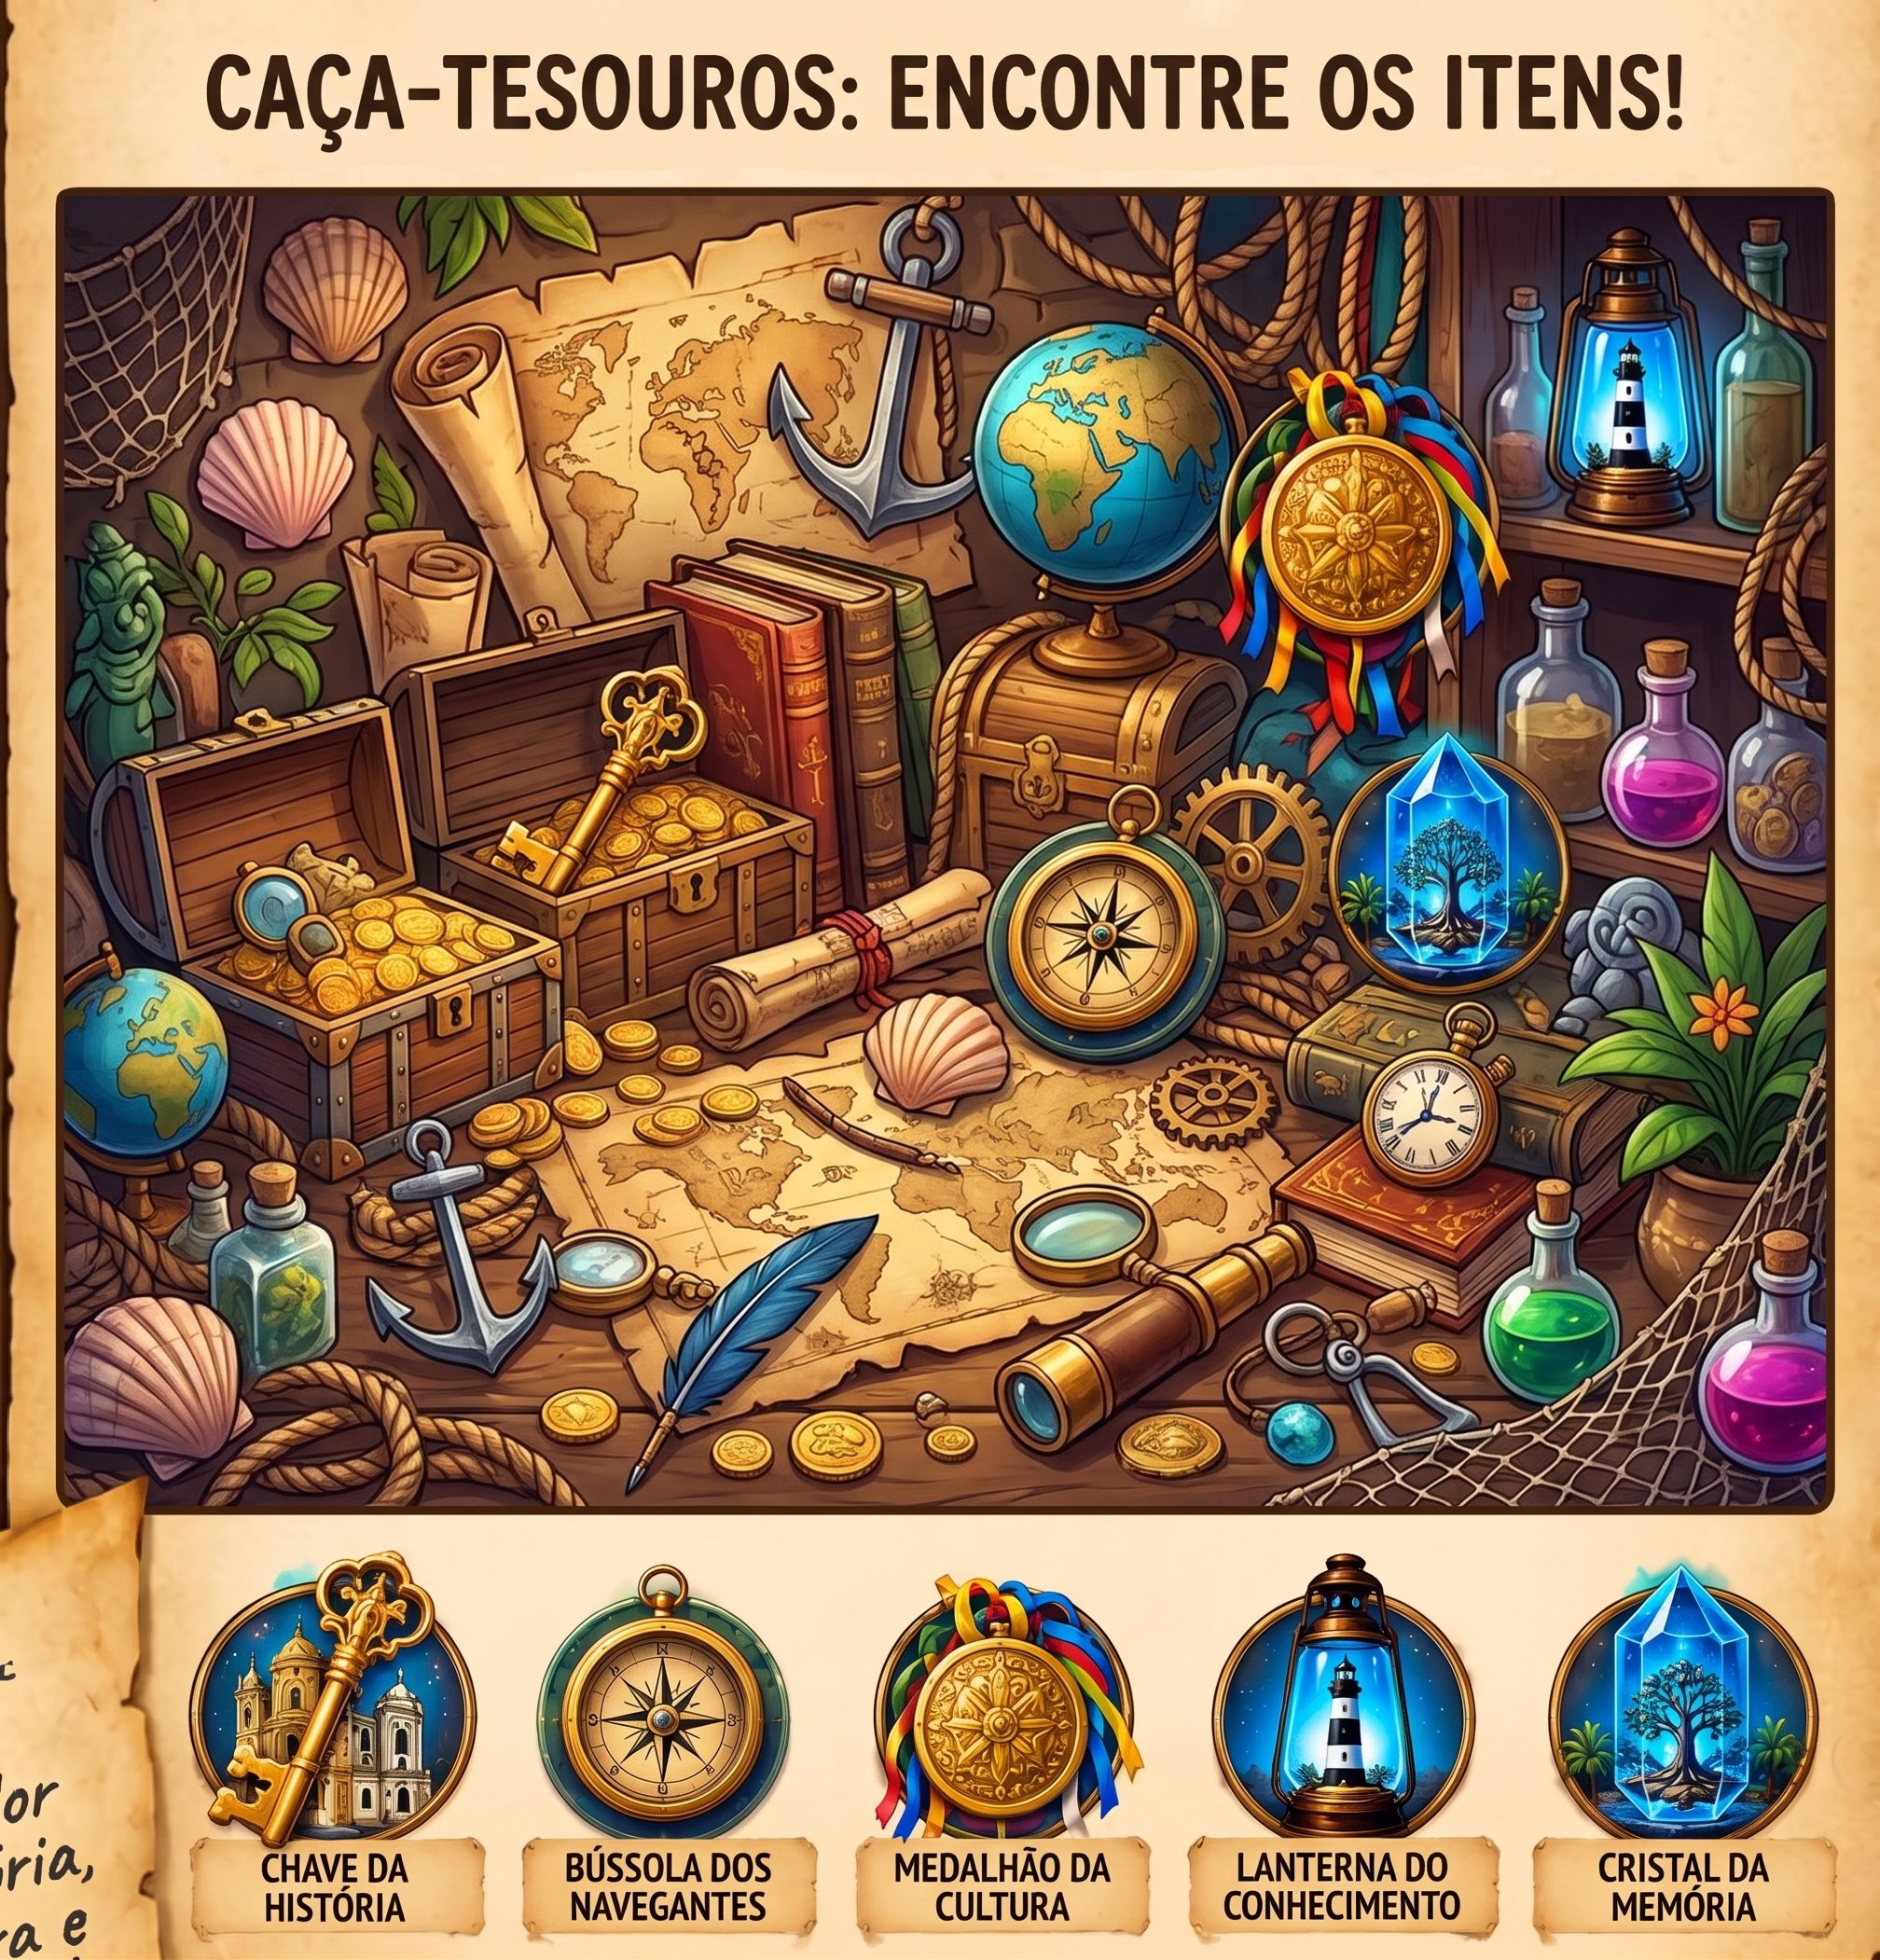 CAÇA-TESOUROS: ENCONTRE OS ITENS!
CHAVE DA
HISTÓRIA
BÚSSOLA DOS
NAVEGANTES
MEDALHÃO DA
CULTURA
LANTERNA DO
CONHECIMENTO
CRISTAL DA
MEMÓRIA